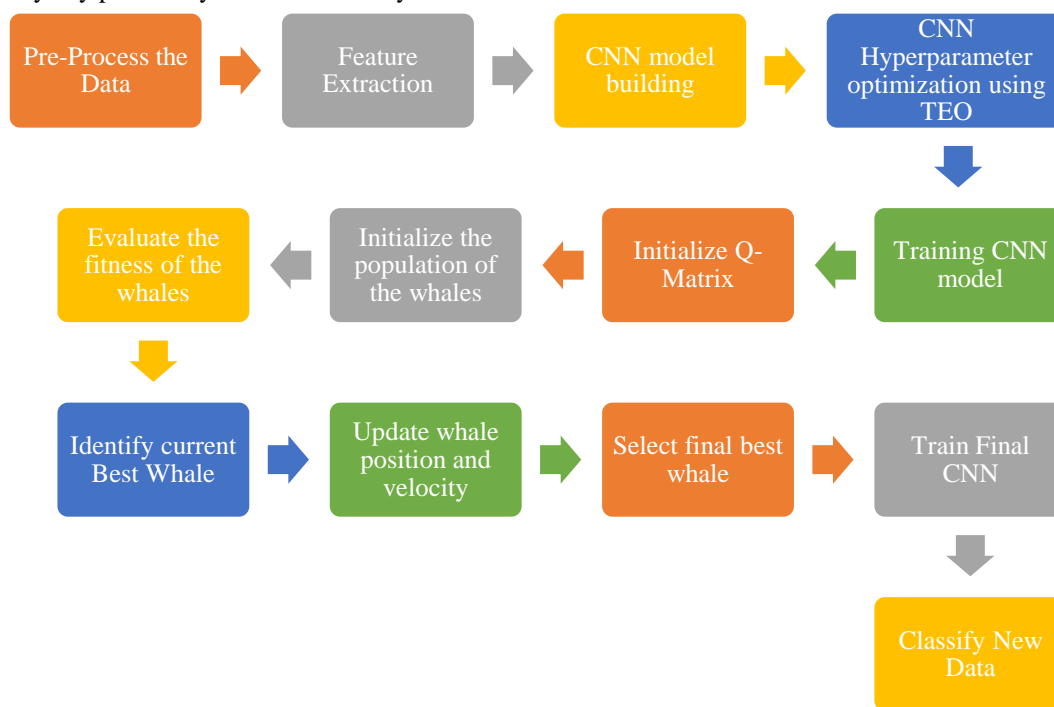 Pre-Process the
Data
Feature
Extraction
CNN model
building
CNN
Hyperparameter
optimization using
TEO
Training CNN
model
Initialize Q-
Matrix
Initialize the
population of
the whales
Evaluate the
fitness of the
whales
Identify current
Best Whale
Update whale
position and
velocity
Select final best
whale
Train Final
CNN
Classify New
Data